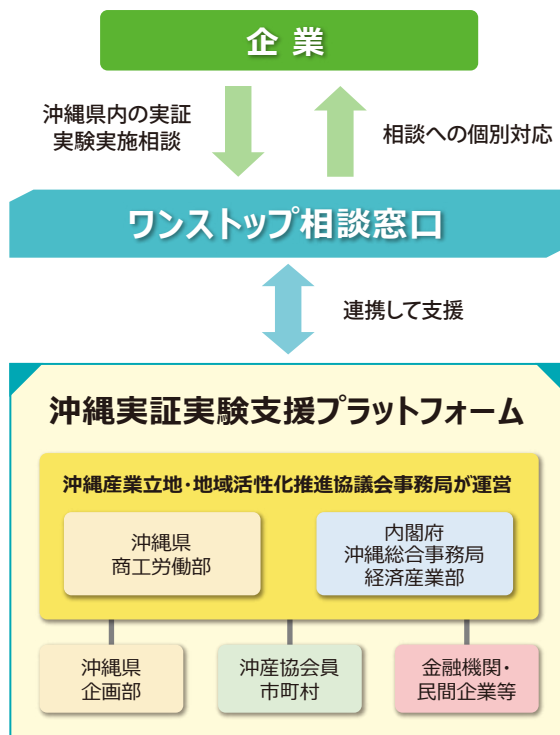 企業
沖縄県内の実証
実験実施相談
相談への個別対応
ワンストップ相談窓口
連携して支援
沖縄実証実験支援プラットフォーム
沖縄産業立地・地域活性化推進協議会事務局が運営
沖縄県
商工労働部
内閣府
沖縄総合事務局
経済産業部
沖縄県
企画部
沖産協会員
市町村
金融機関・
民間企業等